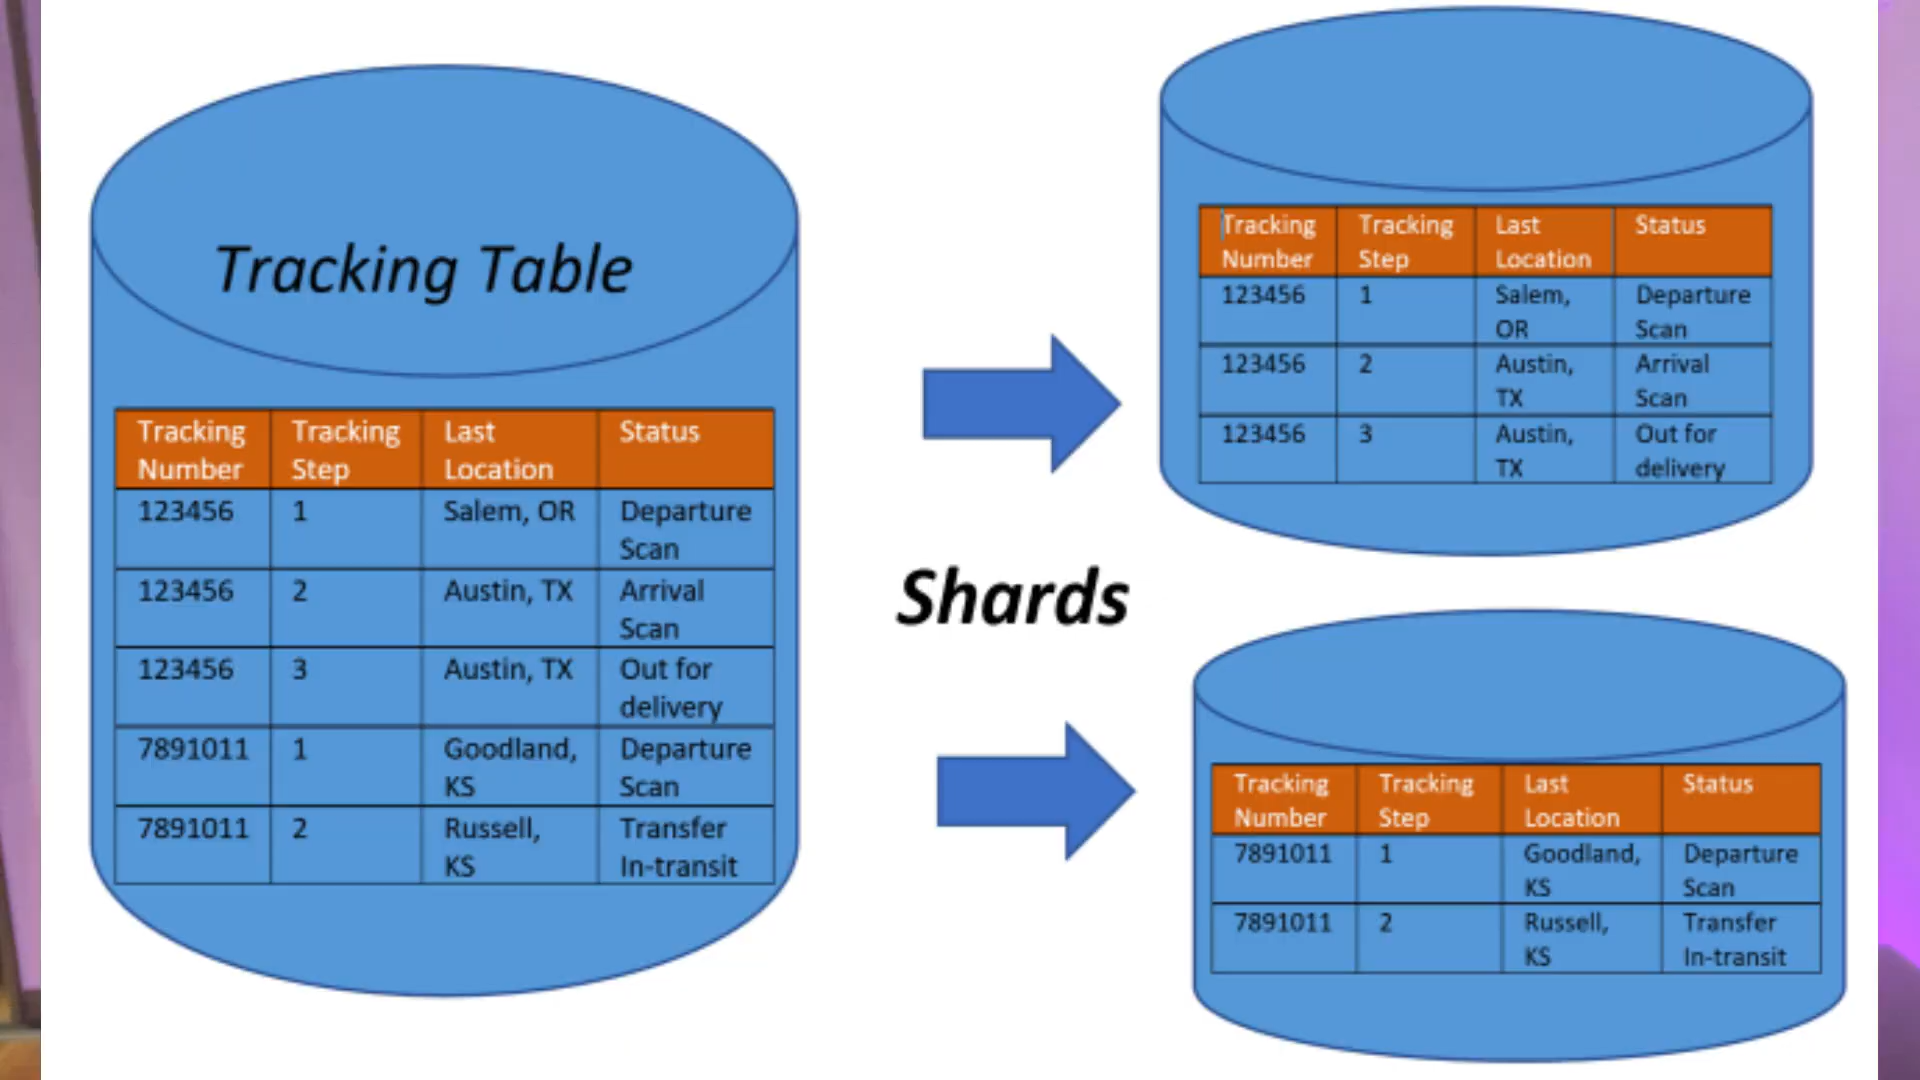 Tracking Table
Tracking Tracking Last Status
Number Step Location
123456 1 Salem, OR Departure
Scan
123456 2 Austin, TX Arrival
Scan
123456 3 Austin, TX Out for
delivery
7891011 1 Goodland, Departure
KS Scan
7891011 2 Russell, Transfer
KS In-transit
Shards
Tracking Tracking Last Status
Number Step Location
123456 1 Salem, Departure
OR Scan
123456 2 Austin, Arrival
TX Scan
123456 3 Austin, Out for
TX delivery
Tracking Tracking Last Status
Number Step Location
7891011 1 Goodland, Departure
KS Scan
7891011 2 Russell, Transfer
KS In-transit